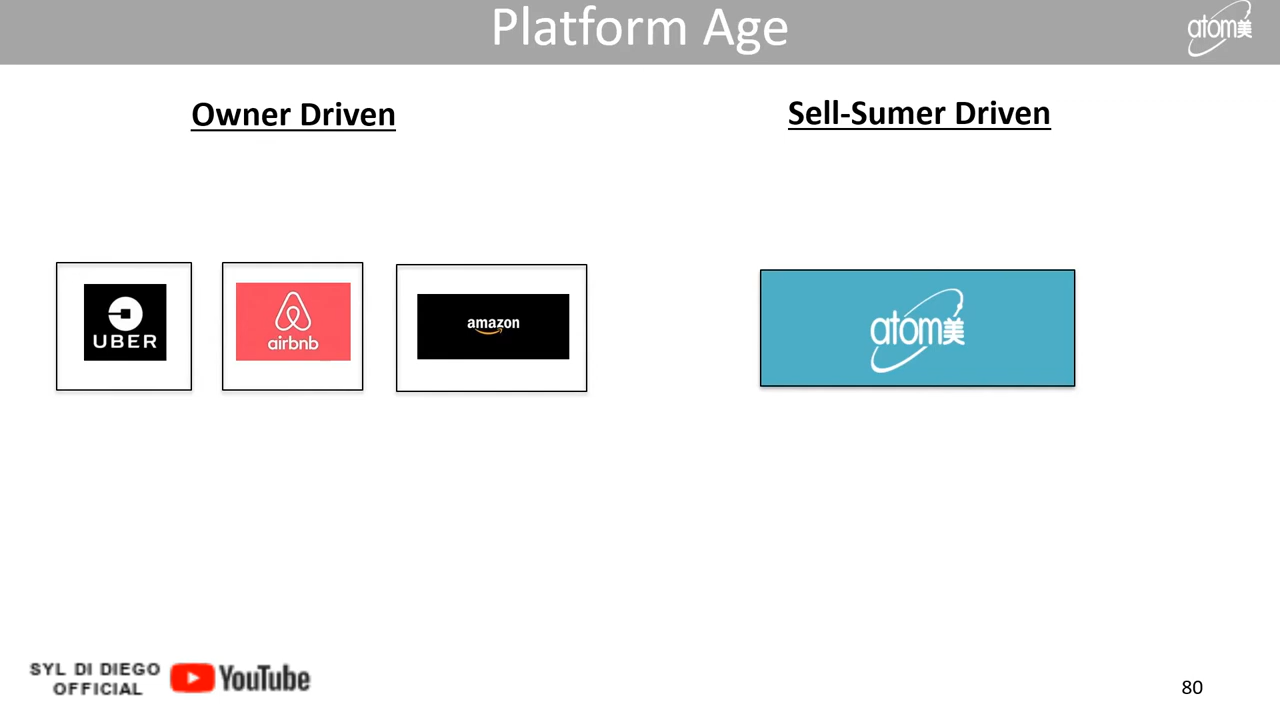 Platform Age
atom美
Owner Driven
Sell-Sumer Driven
UBER
airbnb
amazon
atom美
SYL DI DIEGO
OFFICIAL
YouTube
80